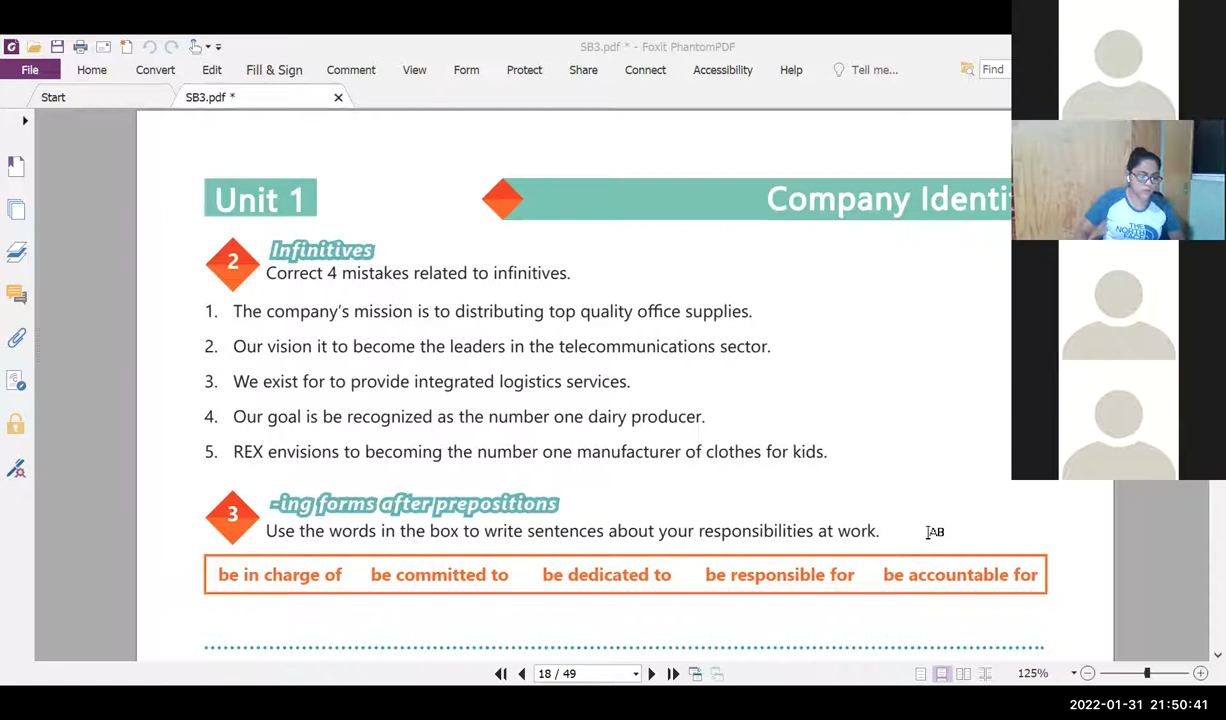 SB3.pdf * - Foxit PhantomPDF
File Home Convert Edit Fill & Sign Comment View Form Protect Share Connect Accessibility Help Tell me... Find
Start SB3.pdf *
Unit 1
Company Identi
2 Infinitives
Correct 4 mistakes related to infinitives.
1. The company's mission is to distributing top quality office supplies.
2. Our vision it to become the leaders in the telecommunications sector.
3. We exist for to provide integrated logistics services.
4. Our goal is be recognized as the number one dairy producer.
5. REX envisions to becoming the number one manufacturer of clothes for kids.
3 -ing forms after prepositions
Use the words in the box to write sentences about your responsibilities at work.
AB
be in charge of be committed to be dedicated to be responsible for be accountable for
18 / 49
125%
2022-01-31 21:50:41
THE
NORTH
FACE